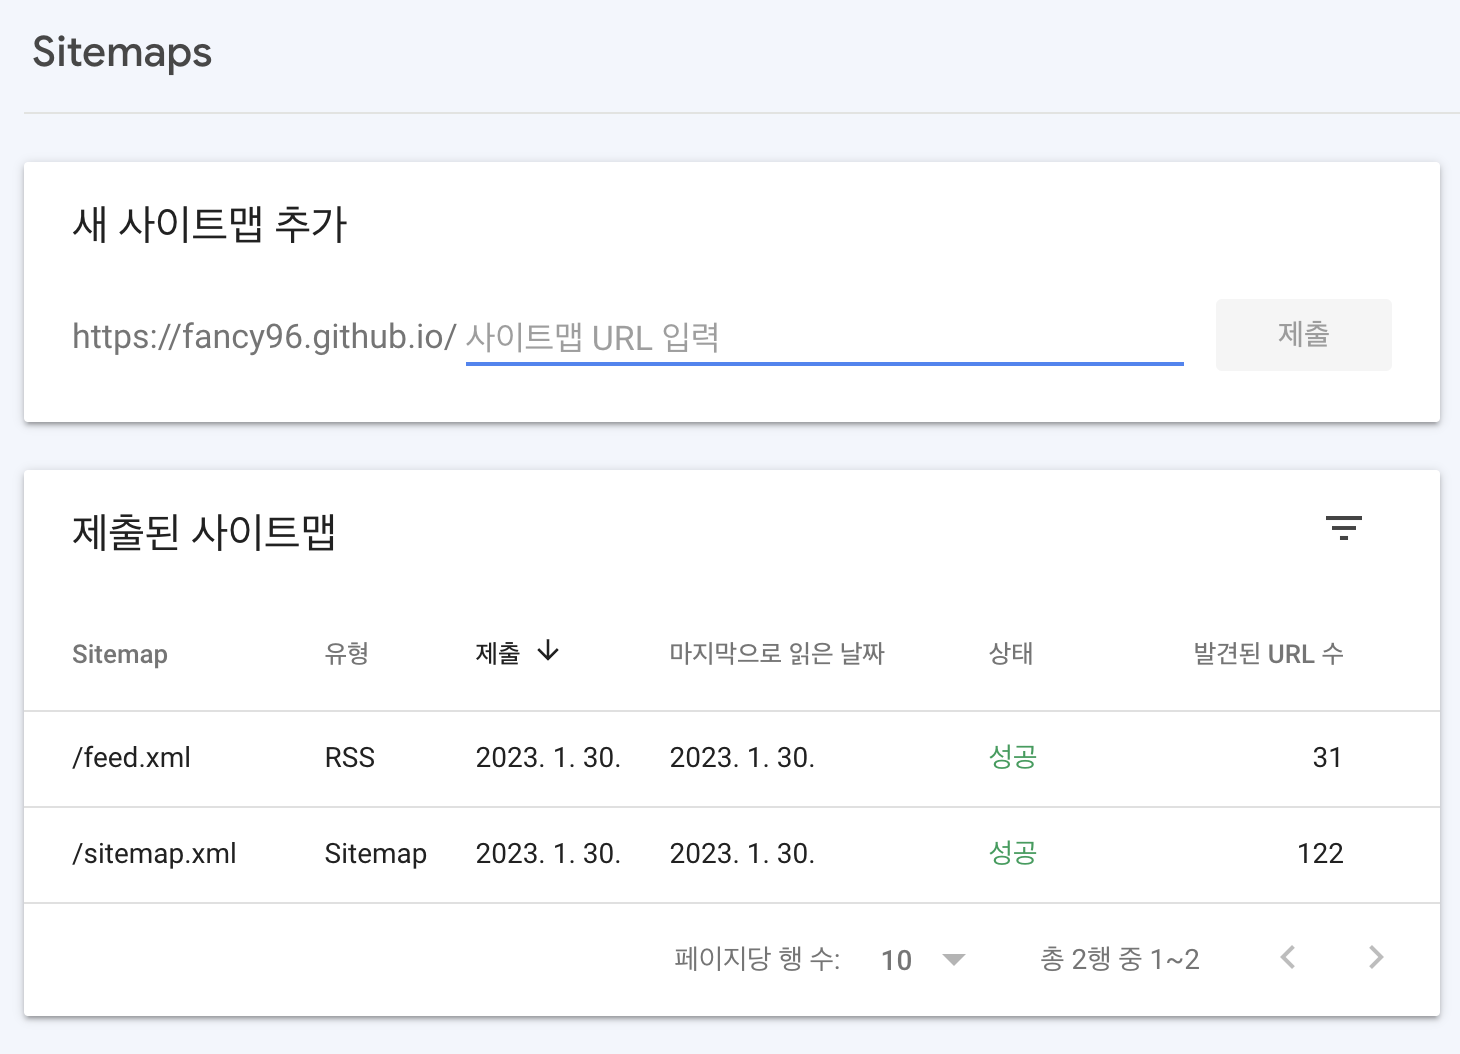 Sitemaps
새 사이트맵 추가
https://fancy96.github.io/ 사이트맵 URL 입력 제출
제출된 사이트맵
Sitemap 유형 제출 마지막으로 읽은 날짜 상태 발견된 URL 수
/feed.xml RSS 2023. 1. 30. 2023. 1. 30. 성공 31
/sitemap.xml Sitemap 2023. 1. 30. 2023. 1. 30. 성공 122
페이지당 행 수: 10 총 2행 중 1~2